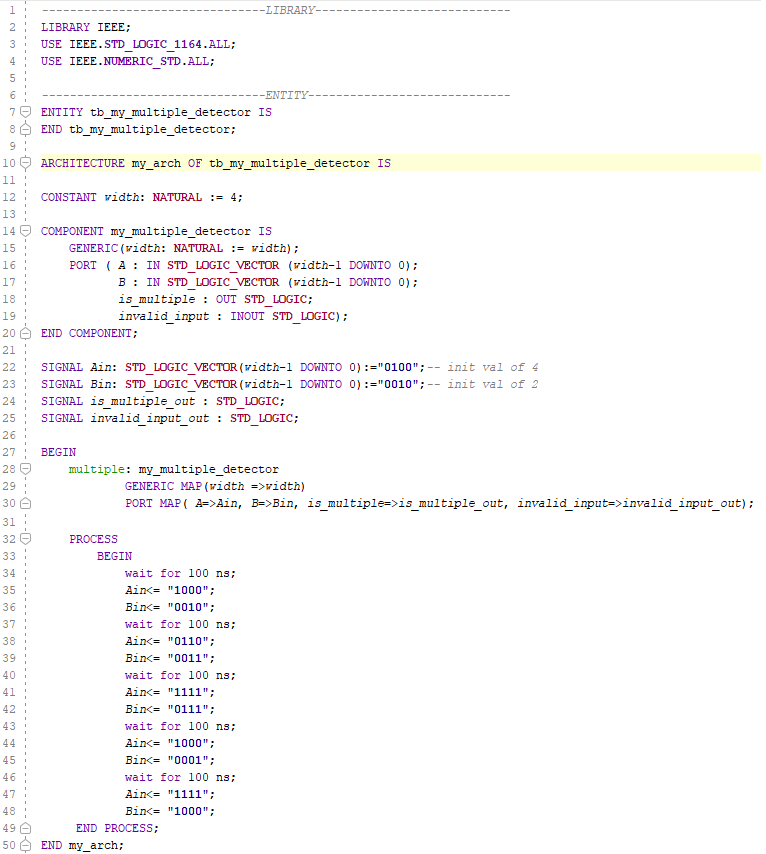 1 --------------------------------LIBRARY----------------------------
2 LIBRARY IEEE;
3 USE IEEE.STD_LOGIC_1164.ALL;
4 USE IEEE.NUMERIC_STD.ALL;
5
6 --------------------------------ENTITY-----------------------------
7 ENTITY tb_my_multiple_detector IS
8 END tb_my_multiple_detector;
9
10 ARCHITECTURE my_arch OF tb_my_multiple_detector IS
11
12 CONSTANT width: NATURAL := 4;
13
14 COMPONENT my_multiple_detector IS
15     GENERIC(width: NATURAL := width);
16     PORT ( A : IN STD_LOGIC_VECTOR (width-1 DOWNTO 0);
17            B : IN STD_LOGIC_VECTOR (width-1 DOWNTO 0);
18            is_multiple : OUT STD_LOGIC;
19            invalid_input : INOUT STD_LOGIC);
20 END COMPONENT;
21
22 SIGNAL Ain: STD_LOGIC_VECTOR(width-1 DOWNTO 0):="0100";-- init val of 4
23 SIGNAL Bin: STD_LOGIC_VECTOR(width-1 DOWNTO 0):="0010";-- init val of 2
24 SIGNAL is_multiple_out : STD_LOGIC;
25 SIGNAL invalid_input_out : STD_LOGIC;
26
27 BEGIN
28     multiple: my_multiple_detector
29             GENERIC MAP(width =>width)
30             PORT MAP( A=>Ain, B=>Bin, is_multiple=>is_multiple_out, invalid_input=>invalid_input_out);
31
32     PROCESS
33         BEGIN
34             wait for 100 ns;
35             Ain<= "1000";
36             Bin<= "0010";
37             wait for 100 ns;
38             Ain<= "0110";
39             Bin<= "0011";
40             wait for 100 ns;
41             Ain<= "1111";
42             Bin<= "0111";
43             wait for 100 ns;
44             Ain<= "1000";
45             Bin<= "0001";
46             wait for 100 ns;
47             Ain<= "1111";
48             Bin<= "1000";
49      END PROCESS;
50 END my_arch;